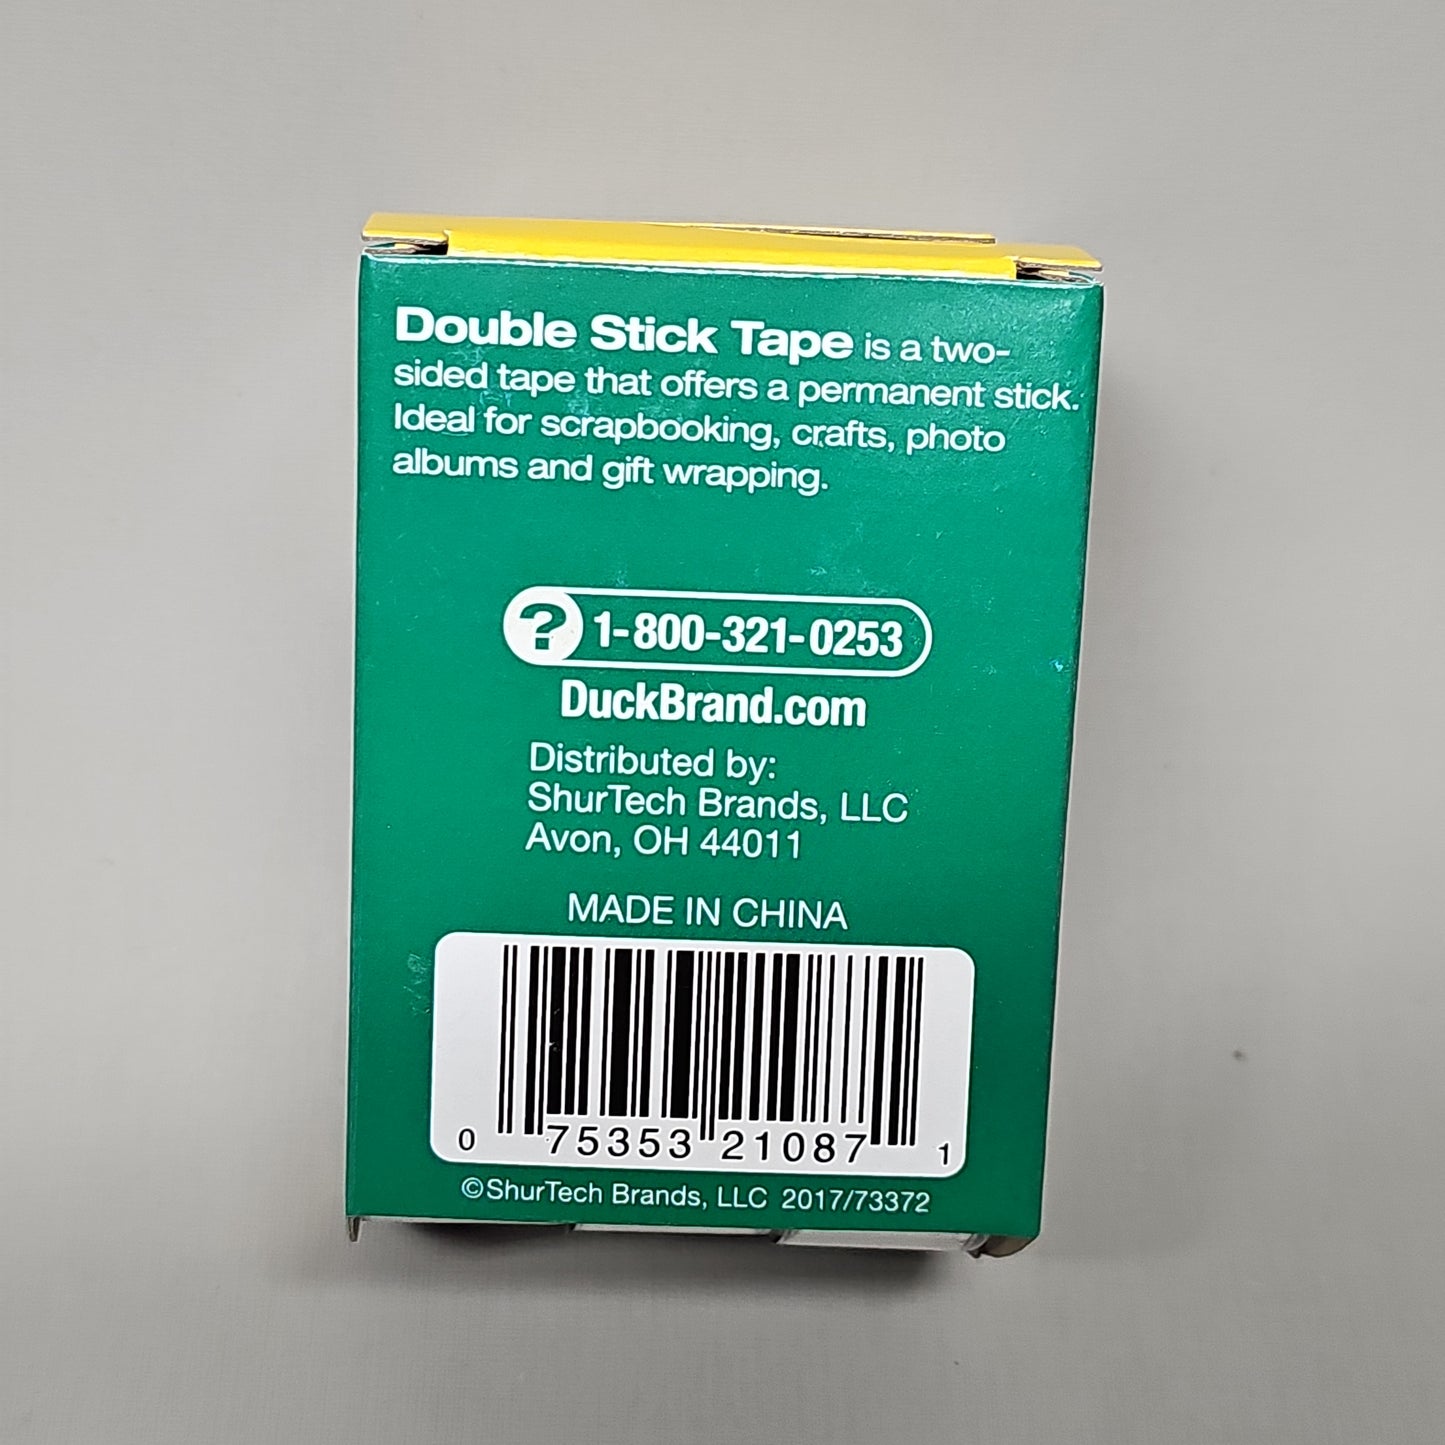 Double Stick Tape is a two-
sided tape that offers a permanent stick.
Ideal for scrapbooking, crafts, photo
albums and gift wrapping.
? 1-800-321-0253
DuckBrand.com
Distributed by:
ShurTech Brands, LLC
Avon, OH 44011
MADE IN CHINA
0 75353 21087 1
©ShurTech Brands, LLC 2017/73372